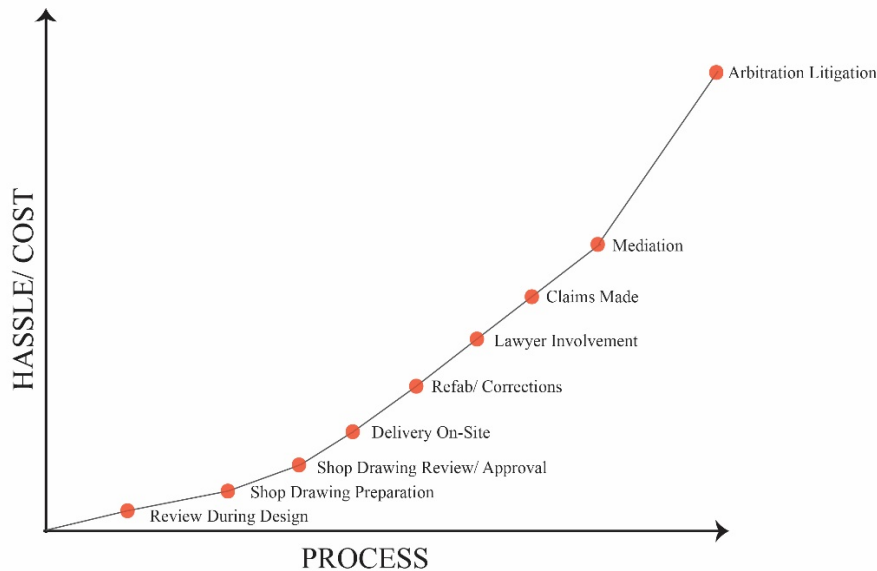 HASSLE/ COST
Arbitration Litigation
Mediation
Claims Made
Lawyer Involvement
Refab/ Corrections
Delivery On-Site
Shop Drawing Review/ Approval
Shop Drawing Preparation
Review During Design
PROCESS